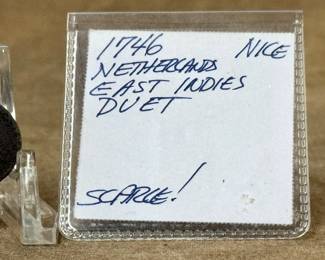 1746 NICE
NETHERLANDS
EAST INDIES
DUET
SCARCE!